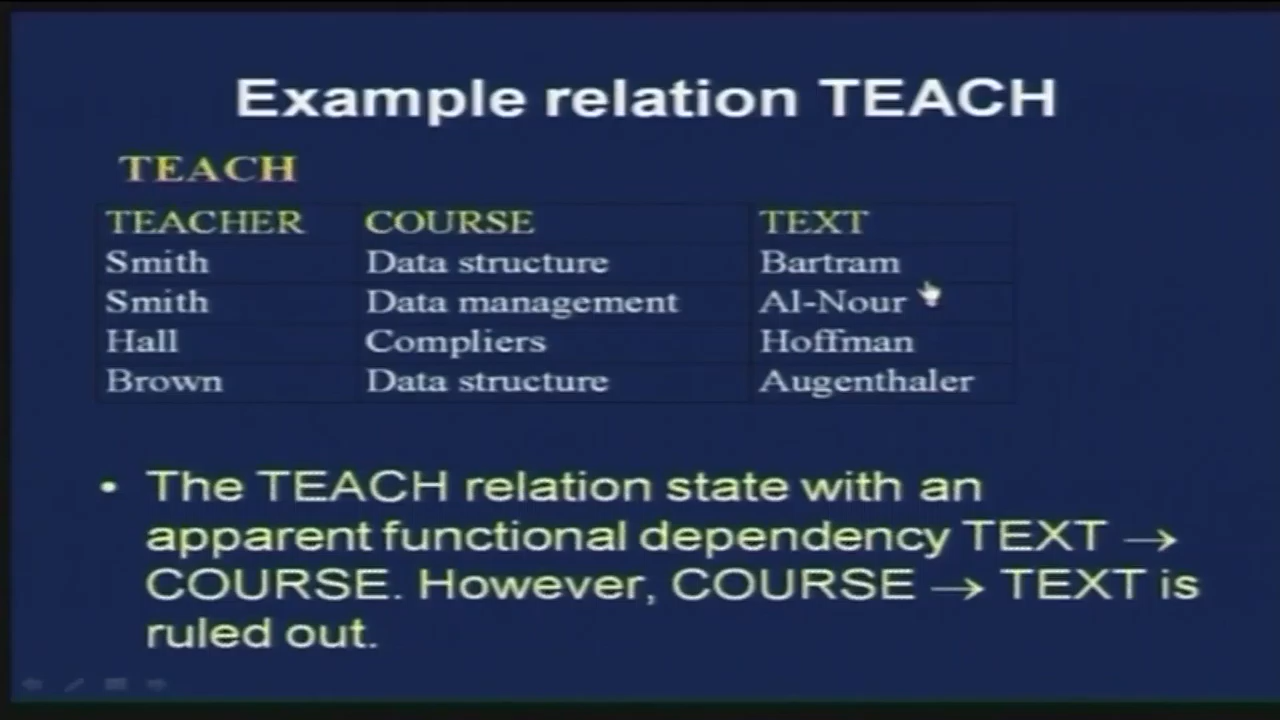 Example relation TEACH
TEACH
TEACHER COURSE TEXT
Smith Data structure Bartram
Smith Data management Al-Nour
Hall Compliers Hoffman
Brown Data structure Augenthaler
• The TEACH relation state with an
apparent functional dependency TEXT →
COURSE. However, COURSE → TEXT is
ruled out.